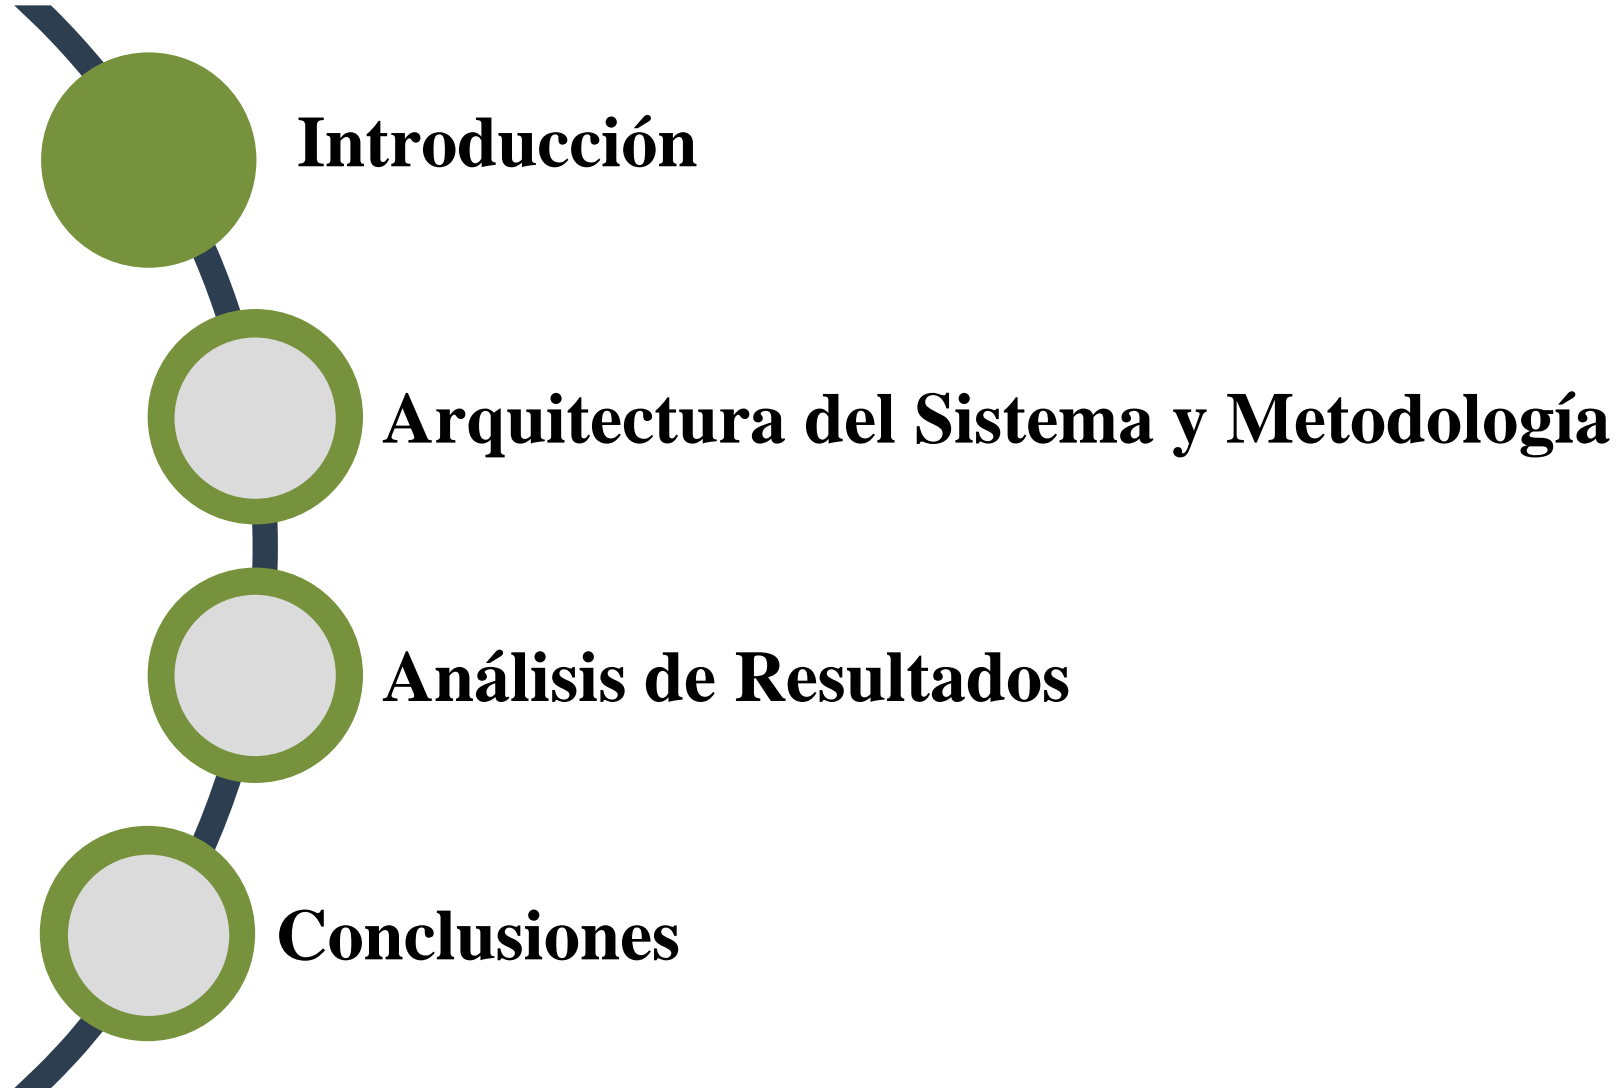 Introducción
Arquitectura del Sistema y Metodología
Análisis de Resultados
Conclusiones